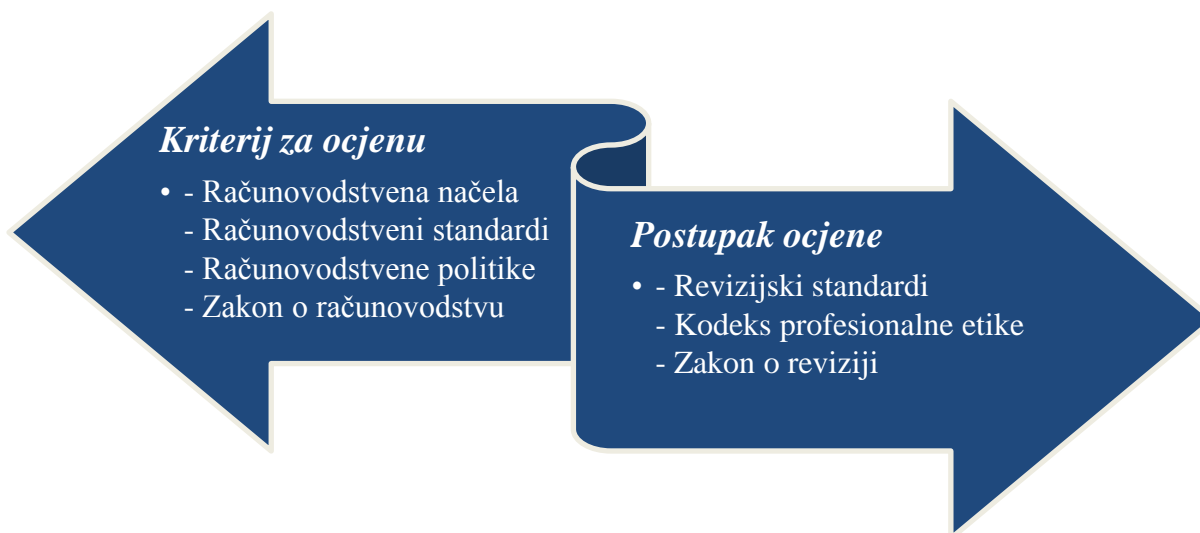 Kriterij za ocjenu
• - Računovodstvena načela
- Računovodstveni standardi
- Računovodstvene politike
- Zakon o računovodstvu
Postupak ocjene
• - Revizijski standardi
- Kodeks profesionalne etike
- Zakon o reviziji